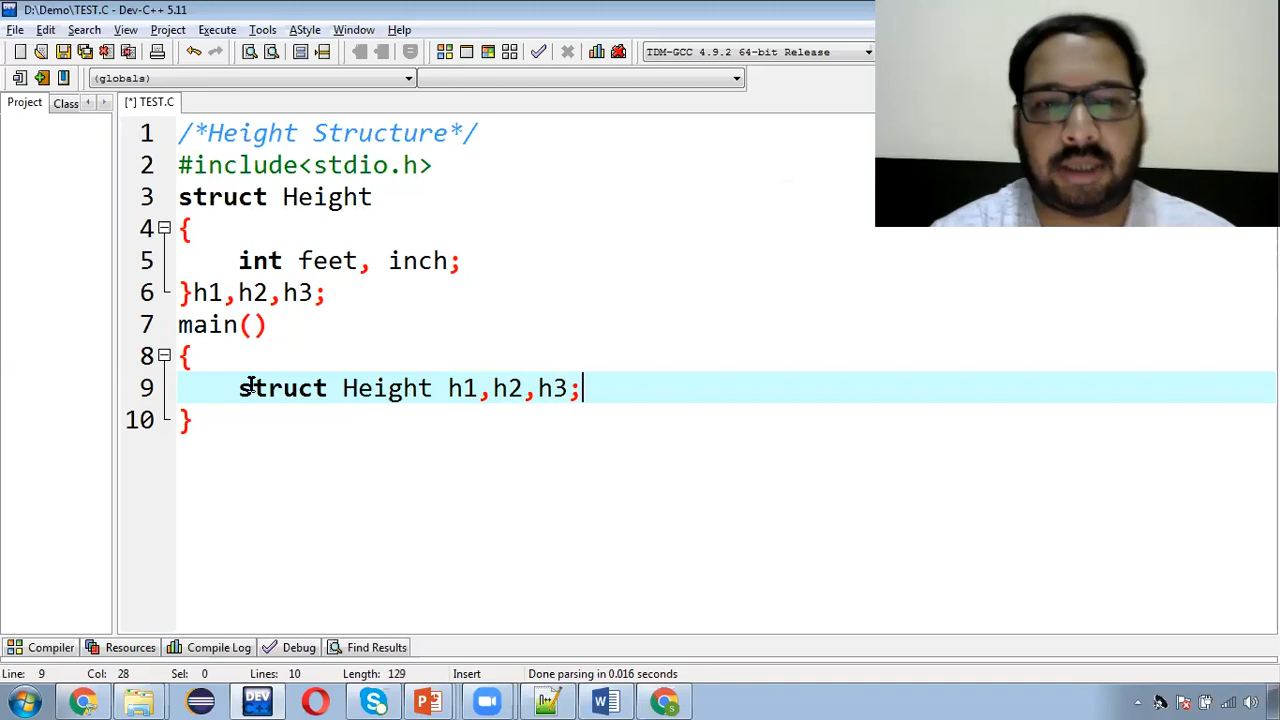 D:\Demo\TEST.C - Dev-C++ 5.11
File Edit Search View Project Execute Tools AStyle Window Help
TDM-GCC 4.9.2 64-bit Release
(globals)
Project Class [*] TEST.C
1 /*Height Structure*/
2 #include<stdio.h>
3 struct Height
4 {
5 int feet, inch;
6 }h1,h2,h3;
7 main()
8 {
9 struct Height h1,h2,h3;
10 }
Compiler Resources Compile Log Debug Find Results
Line: 9 Col: 28 Sel: 0 Lines: 10 Length: 129 Insert Done parsing in 0.016 seconds
DEV C++